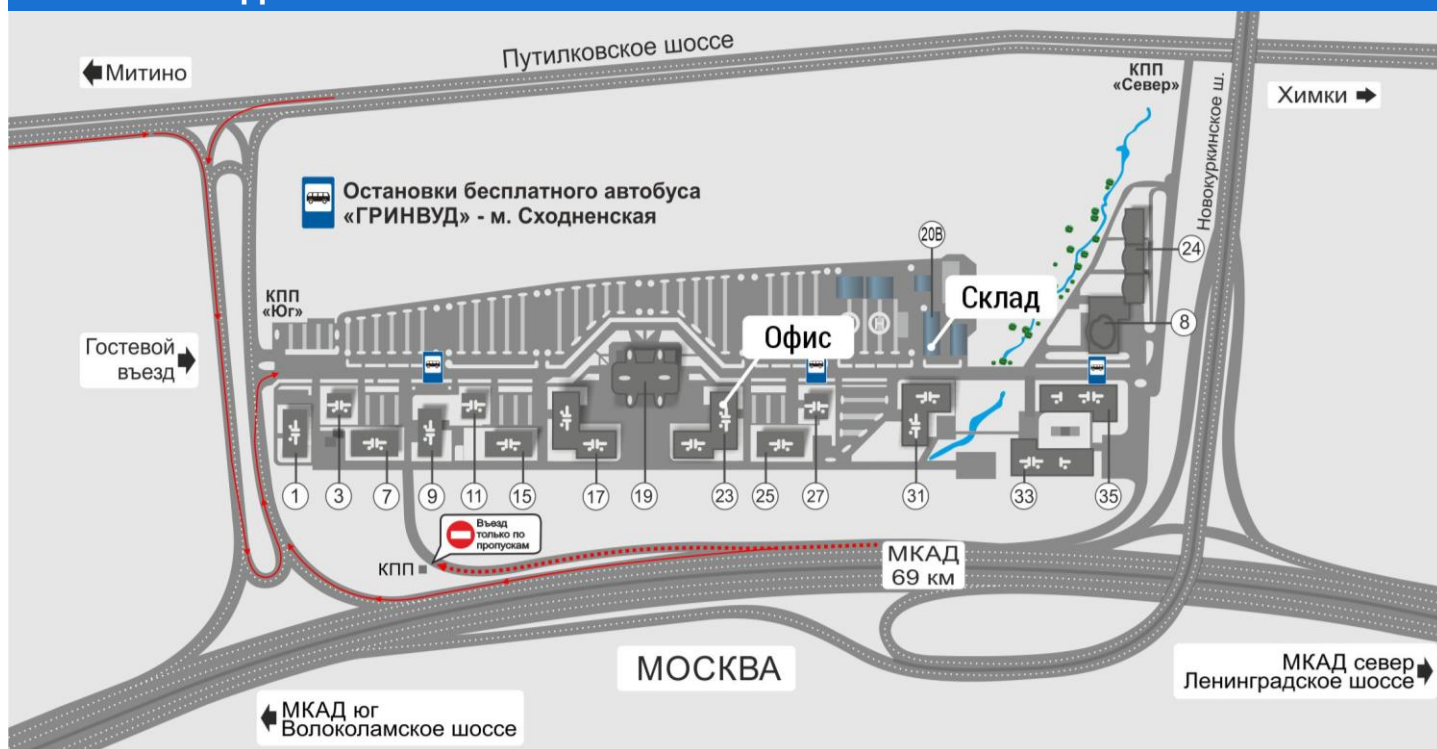 Путилковское шоссе
Митино
КПП
«Север»
Химки
Новокуркинское ш.
Остановки бесплатного автобуса
«ГРИНВУД» - м. Сходненская
20В
24
Склад
КПП
«Юг»
8
Офис
Гостевой
въезд
1
3
7
9
11
15
17
19
23
25
27
31
33
35
Въезд
только по
пропускам
КПП
МКАД
69 км
МОСКВА
МКАД север
Ленинградское шоссе
МКАД юг
Волоколамское шоссе